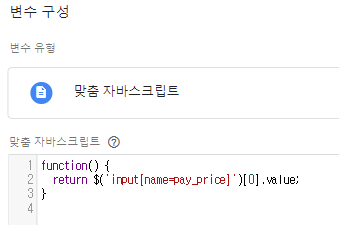 변수 구성
변수 유형
맞춤 자바스크립트
맞춤 자바스크립트
1 function() {
2   return $('input[name=pay_price]')[0].value;
3 }
4